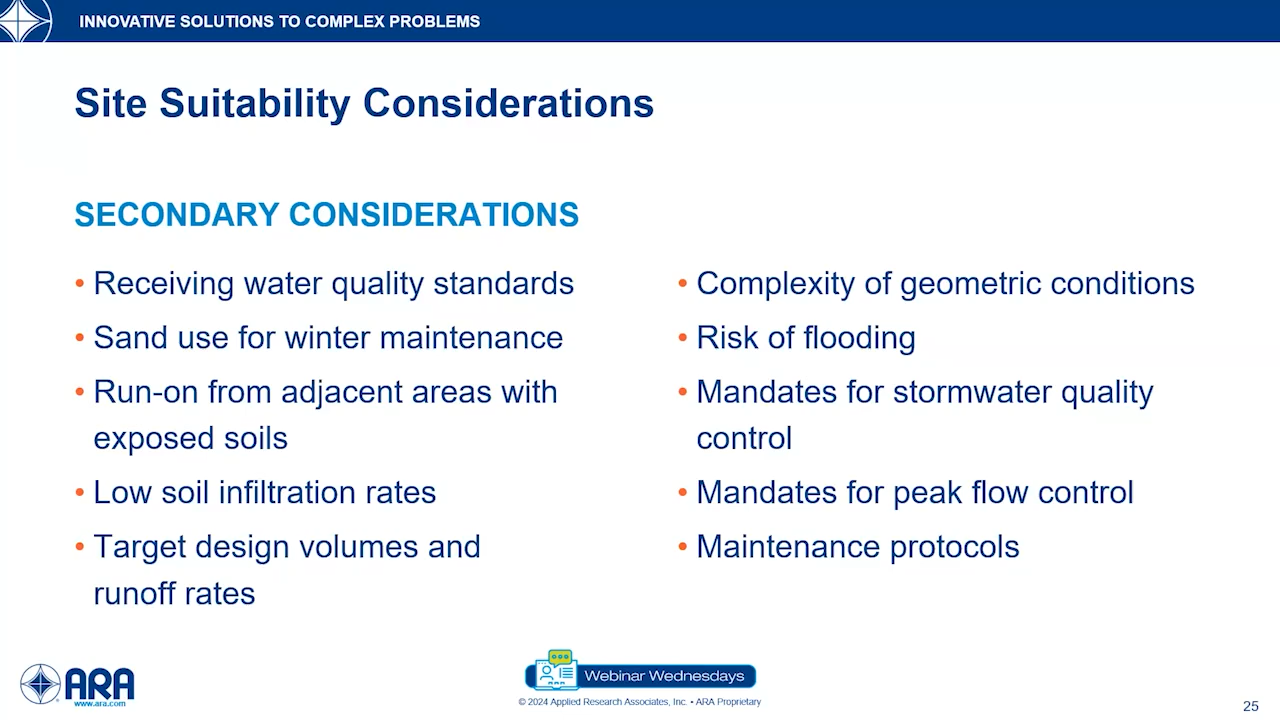 INNOVATIVE SOLUTIONS TO COMPLEX PROBLEMS
Site Suitability Considerations
SECONDARY CONSIDERATIONS
• Receiving water quality standards
• Sand use for winter maintenance
• Run-on from adjacent areas with
exposed soils
• Low soil infiltration rates
• Target design volumes and
runoff rates
• Complexity of geometric conditions
• Risk of flooding
• Mandates for stormwater quality
control
• Mandates for peak flow control
• Maintenance protocols
ARA
www.ara.com
Webinar Wednesdays
© 2024 Applied Research Associates, Inc. • ARA Proprietary
25